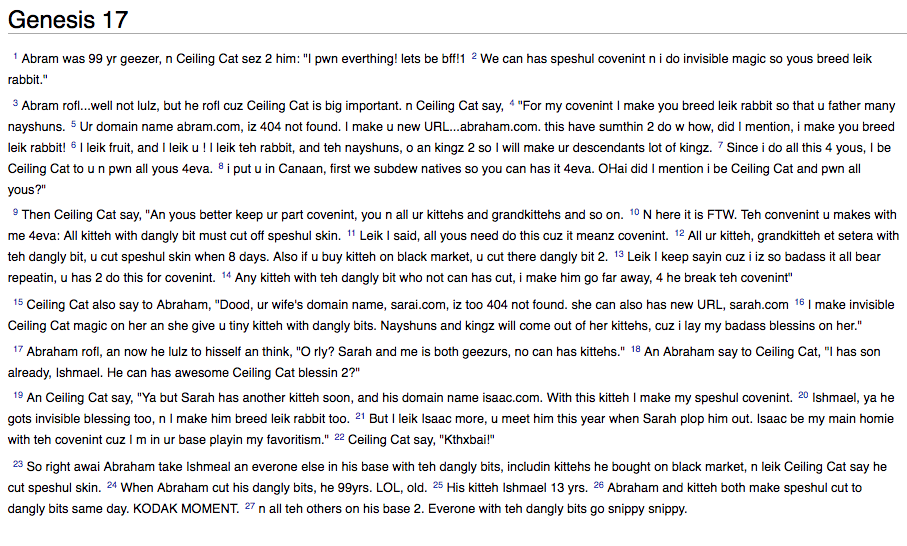 Genesis 17
1 Abram was 99 yr geezer, n Ceiling Cat sez 2 him: "I pwn everthing! lets be bff!1 2 We can has speshul covenint n i do invisible magic so yous breed leik
rabbit."
3 Abram rofl...well not lulz, but he rofl cuz Ceiling Cat is big important. n Ceiling Cat say, 4 "For my covenint I make you breed leik rabbit so that u father many
nayshuns. 5 Ur domain name abram.com, iz 404 not found. I make u new URL...abraham.com. this have sumthin 2 do w how, did I mention, i make you breed
leik rabbit! 6 I leik fruit, and I leik u ! I leik teh rabbit, and teh nayshuns, o an kingz 2 so I will make ur descendants lot of kingz. 7 Since i do all this 4 yous, I be
Ceiling Cat to u n pwn all yous 4eva. 8 i put u in Canaan, first we subdew natives so you can has it 4eva. OHai did I mention i be Ceiling Cat and pwn all
yous?"
9 Then Ceiling Cat say, "An yous better keep ur part covenint, you n all ur kittehs and grandkittehs and so on. 10 N here it is FTW. Teh convenint u makes with
me 4eva: All kitteh with dangly bit must cut off speshul skin. 11 Leik I said, all yous need do this cuz it meanz covenint. 12 All ur kitteh, grandkitteh et setera with
teh dangly bit, u cut speshul skin when 8 days. Also if u buy kitteh on black market, u cut there dangly bit 2. 13 Leik I keep sayin cuz i iz so badass it all bear
repeatin, u has 2 do this for covenint. 14 Any kitteh with teh dangly bit who not can has cut, i make him go far away, 4 he break teh covenint"
15 Ceiling Cat also say to Abraham, "Dood, ur wife's domain name, sarai.com, iz too 404 not found. she can also has new URL, sarah.com 16 I make invisible
Ceiling Cat magic on her an she give u tiny kitteh with dangly bits. Nayshuns and kingz will come out of her kittehs, cuz i lay my badass blessins on her."
17 Abraham rofl, an now he lulz to hisself an think, "O rly? Sarah and me is both geezurs, no can has kittehs." 18 An Abraham say to Ceiling Cat, "I has son
already, Ishmael. He can has awesome Ceiling Cat blessin 2?"
19 An Ceiling Cat say, "Ya but Sarah has another kitteh soon, and his domain name isaac.com. With this kitteh I make my speshul covenint. 20 Ishmael, ya he
gots invisible blessing too, n I make him breed leik rabbit too. 21 But I leik Isaac more, u meet him this year when Sarah plop him out. Isaac be my main homie
with teh covenint cuz I m in ur base playin my favoritism." 22 Ceiling Cat say, "Kthxbai!"
23 So right awai Abraham take Ishmeal an everone else in his base with teh dangly bits, includin kittehs he bought on black market, n leik Ceiling Cat say he
cut speshul skin. 24 When Abraham cut his dangly bits, he 99yrs. LOL, old. 25 His kitteh Ishmael 13 yrs. 26 Abraham and kitteh both make speshul cut to
dangly bits same day. KODAK MOMENT. 27 n all teh others on his base 2. Everone with teh dangly bits go snippy snippy.